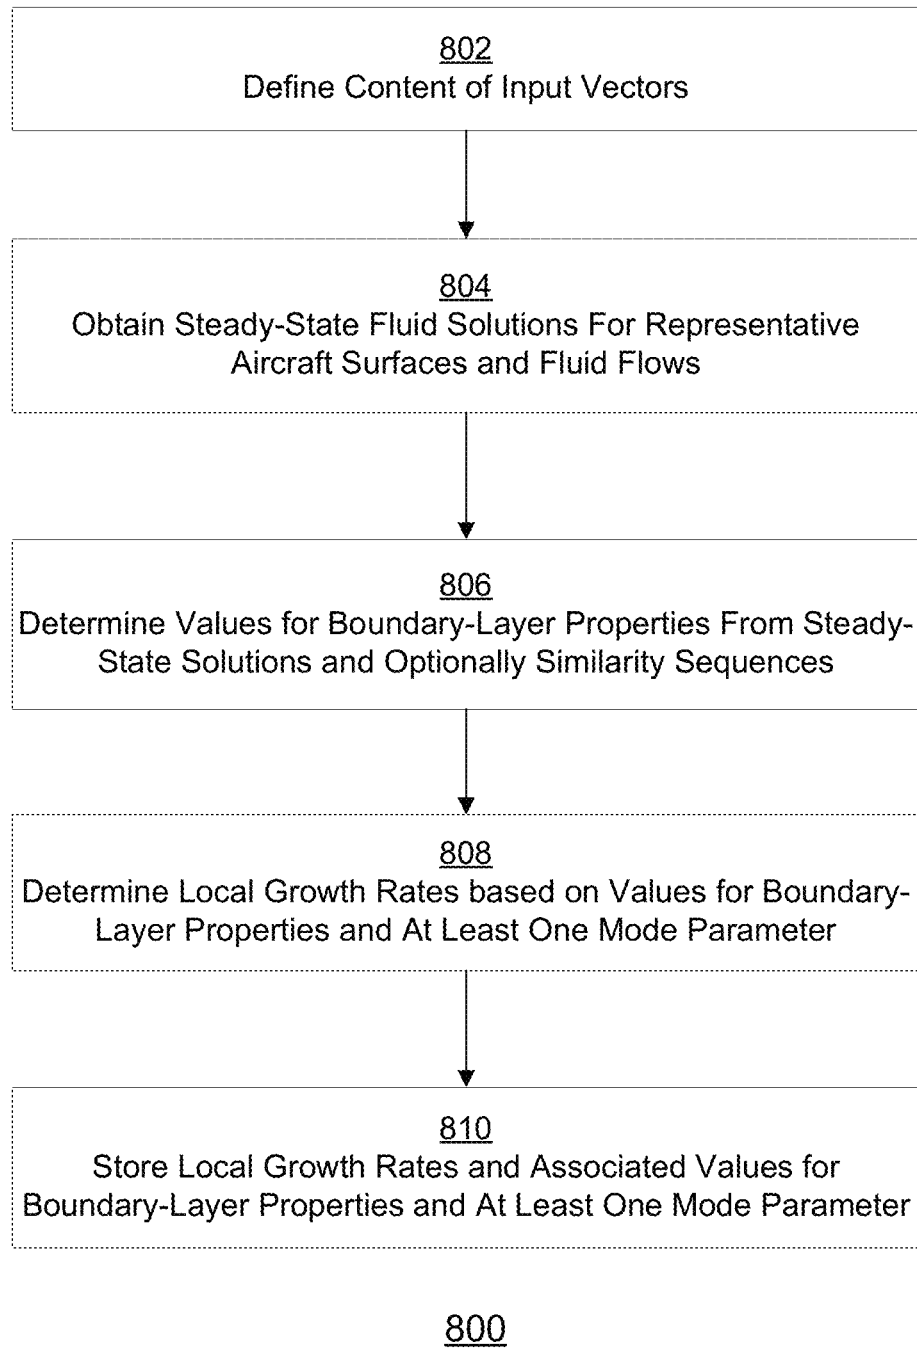 802
Define Content of Input Vectors
804
Obtain Steady-State Fluid Solutions For Representative
Aircraft Surfaces and Fluid Flows
806
Determine Values for Boundary-Layer Properties From Steady-
State Solutions and Optionally Similarity Sequences
808
Determine Local Growth Rates based on Values for Boundary-
Layer Properties and At Least One Mode Parameter
810
Store Local Growth Rates and Associated Values for
Boundary-Layer Properties and At Least One Mode Parameter
800